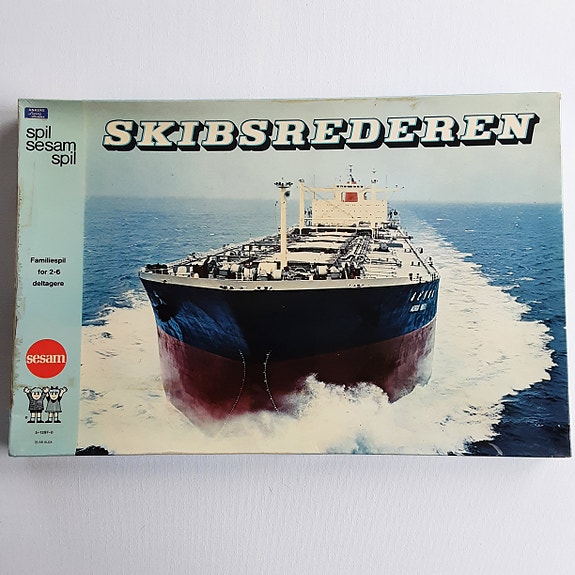 SKIBSREDEREN
spil
sesam
spil
Familiespil
for 2-6
deltagere
sesam